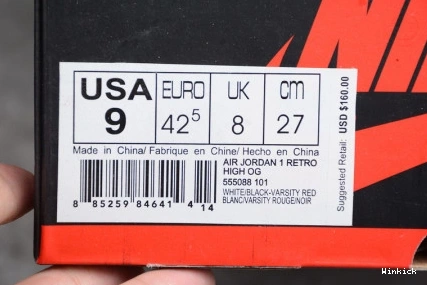 NIK
USA EURO UK cm
9 42⁵ 8 27
Made in China/ Fabrique en Chine/ Hecho en China
AIR JORDAN 1 RETRO
HIGH OG
555088 101
WHITE/BLACK-VARSITY RED
BLANC/VARSITY ROUGE/NOIR
8 85259 84641 4 14
Suggested Retail: USD $160.00
Winkick